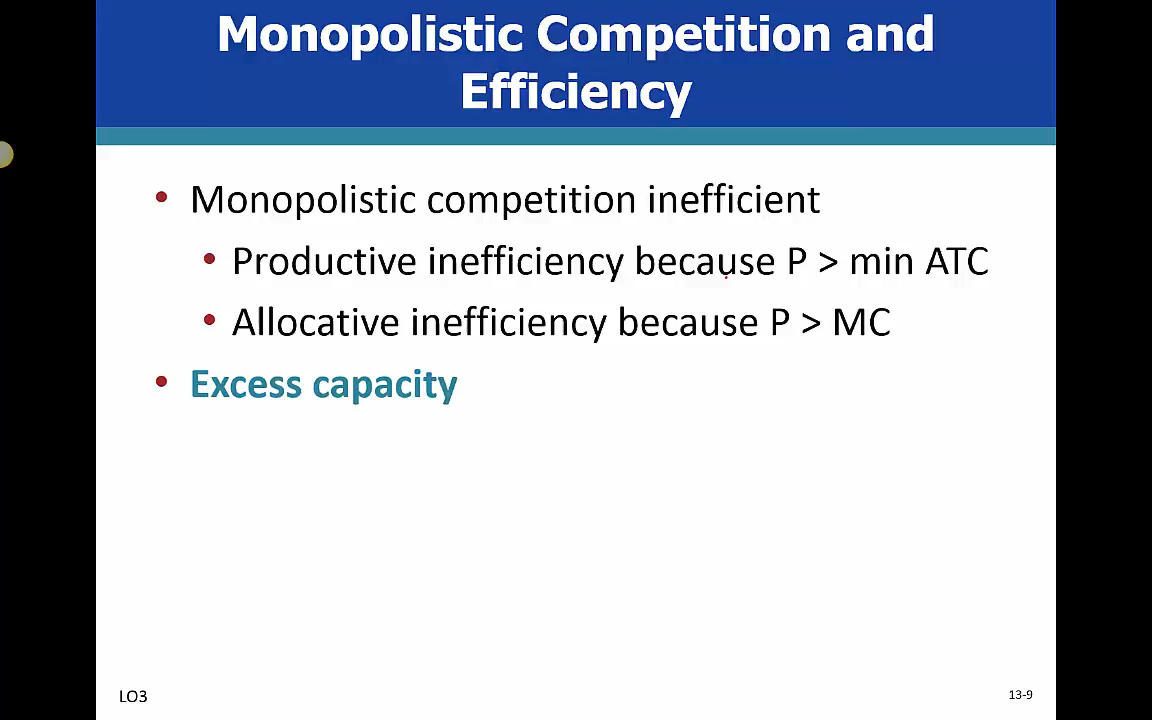 Monopolistic Competition and
Efficiency
• Monopolistic competition inefficient
• Productive inefficiency because P > min ATC
• Allocative inefficiency because P > MC
• Excess capacity
LO3
13-9